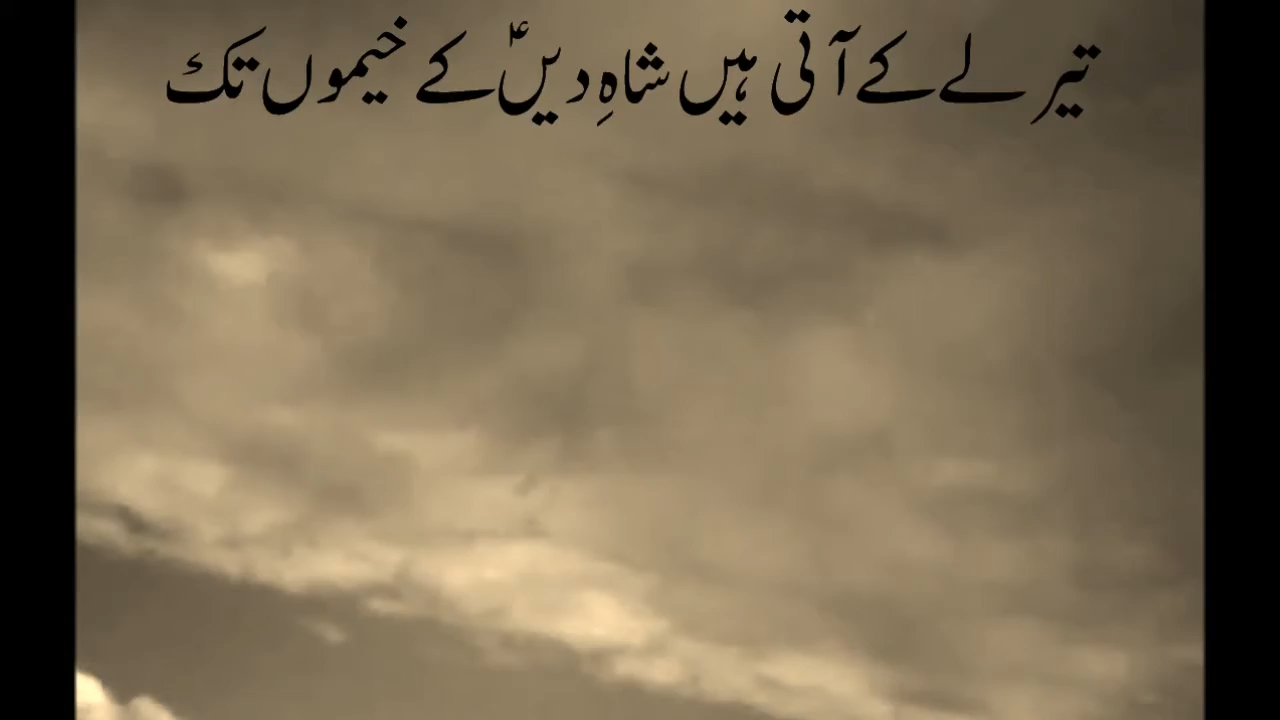 تیر لے کے آتی ہیں شاہِ دیںؑ کے خیموں تک